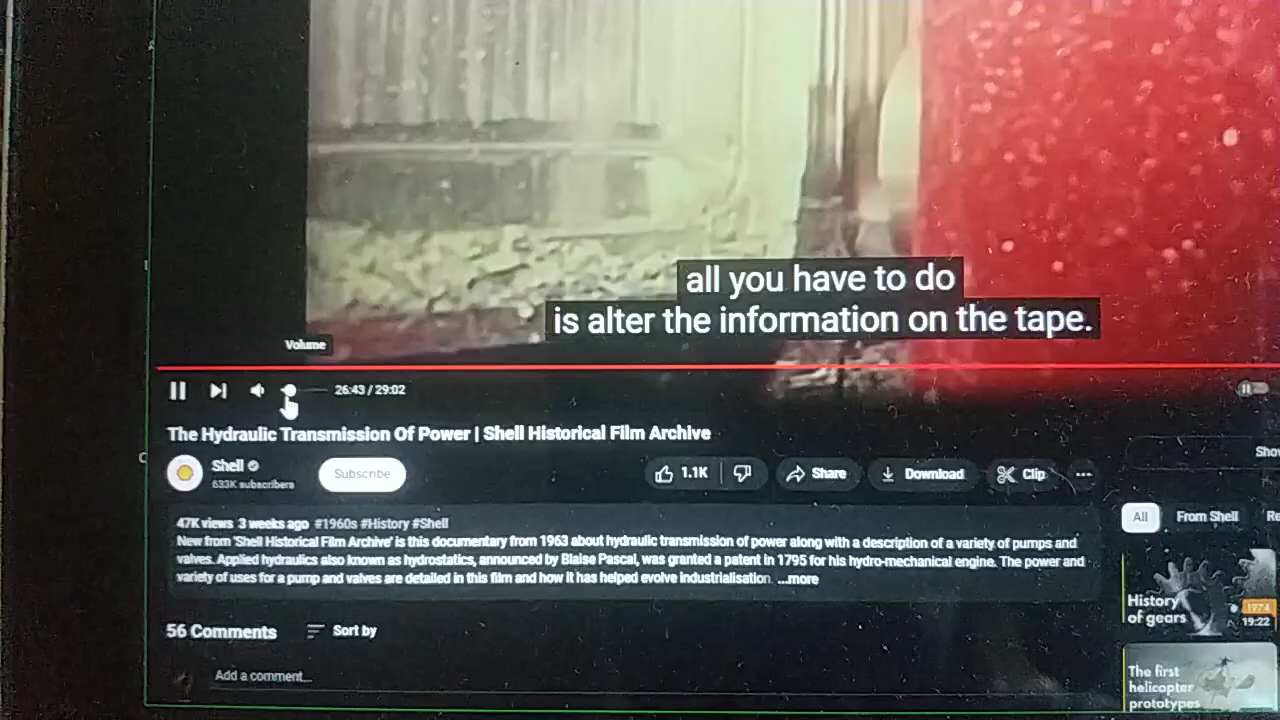 all you have to do
is alter the information on the tape.
Volume
26:43 / 29:02
The Hydraulic Transmission Of Power | Shell Historical Film Archive
Shell
633K subscribers
Subscribe
1.1K
Share
Download
Clip
Sho
47K views 3 weeks ago #1960s #History #Shell
New from 'Shell Historical Film Archive' is this documentary from 1963 about hydraulic transmission of power along with a description of a variety of pumps and
valves. Applied hydraulics also known as hydrostatics, announced by Blaise Pascal, was granted a patent in 1795 for his hydro-mechanical engine. The power and
variety of uses for a pump and valves are detailed in this film and how it has helped evolve industrialisation. ...more
All
From Shell
Re
History
of gears
1974
19:22
The first
helicopter
prototypes
56 Comments
Sort by
Add a comment...